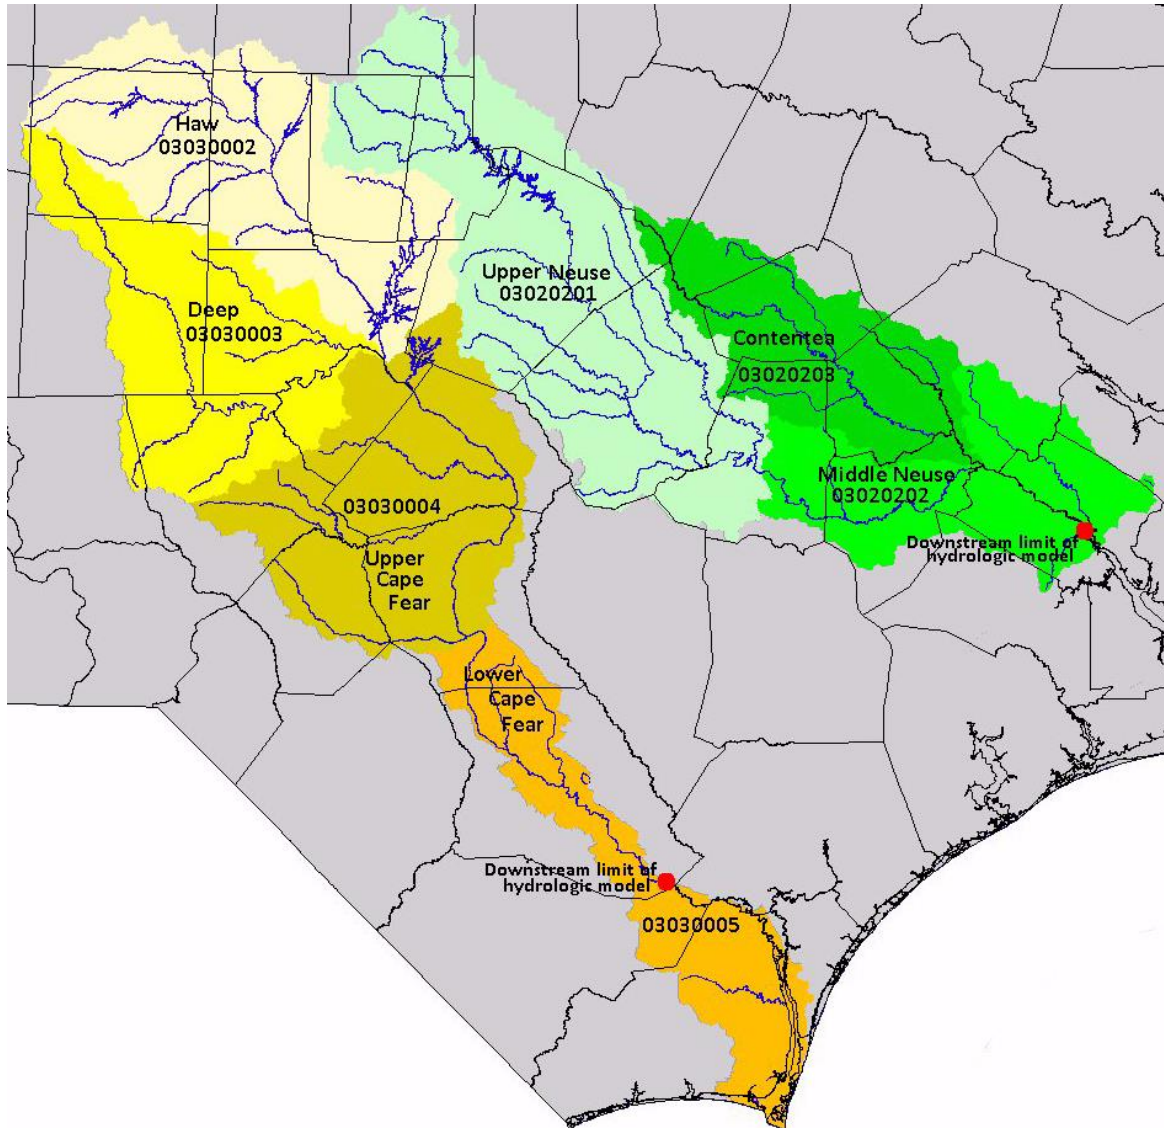 Haw
03030002
Upper Neuse
03020201
Deep
03030003
Contentea
03020203
Middle Neuse
03020202
03030004
Downstream limit of
hydrologic model
Upper
Cape
Fear
Lower
Cape
Fear
Downstream limit of
hydrologic model
03030005